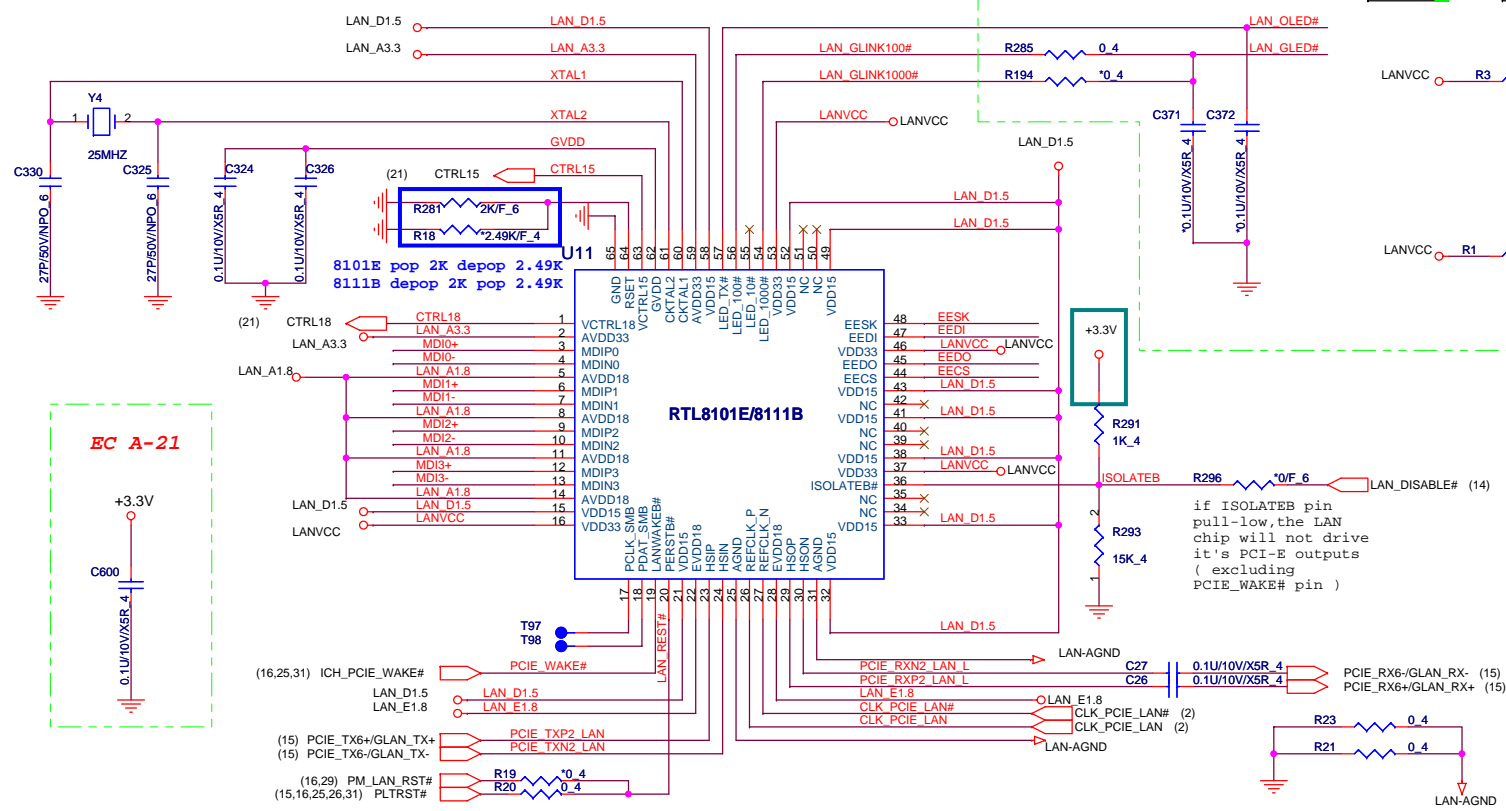 LAN_D1.5
LAN_D1.5
LAN_OLED#
LAN_A3.3
LAN_A3.3
LAN_GLINK100#
R285
0_4
LAN_GLED#
XTAL1
LAN_GLINK1000#
R194
*0_4
LANVCC
R3
Y4
1
2
25MHZ
XTAL2
LANVCC
LANVCC
C371
C372
*0.1U/10V/X5R_4
*0.1U/10V/X5R_4
GVDD
LAN_D1.5
C330
27P/50V/NPO_6
C325
27P/50V/NPO_6
C324
0.1U/10V/X5R_4
C326
0.1U/10V/X5R_4
(21)
CTRL15
CTRL15
R281
2K/F_6
R18
*2.49K/F_4
LAN_D1.5
LAN_D1.5
LANVCC
R1
U11
8101E pop 2K depop 2.49K
8111B depop 2K pop 2.49K
65
64
63
62
61
60
59
58
57
56
55
54
53
52
51
50
49
GND
RSET
VCTRL15
GVDD
CKTAL2
CKTAL1
AVDD33
VDD15
LED_TX#
LED_100#
LED_10#
LED_1000#
VDD33
VDD15
NC
NC
VDD15
(21)
CTRL18
CTRL18
1
VCTRL18
LAN_A3.3
LAN_A3.3
2
AVDD33
MDI0+
3
MDIP0
MDI0-
4
MDIN0
LAN_A1.8
LAN_A1.8
5
AVDD18
MDI1+
6
MDIP1
MDI1-
7
MDIN1
LAN_A1.8
8
AVDD18
MDI2+
9
MDIP2
MDI2-
10
MDIN2
LAN_A1.8
11
AVDD18
MDI3+
12
MDIP3
MDI3-
13
MDIN3
LAN_A1.8
14
AVDD18
LAN_D1.5
LAN_D1.5
15
VDD15
LANVCC
LANVCC
16
VDD33
RTL8101E/8111B
EESK
48
EESK
EEDI
47
EEDI
VDD33
46
LANVCC
LANVCC
EEDO
45
EEDO
EECS
44
EECS
VDD15
43
LAN_D1.5
NC
42
VDD15
41
LAN_D1.5
NC
40
NC
39
VDD15
38
LAN_D1.5
VDD33
37
LANVCC
LANVCC
ISOLATEB#
36
ISOLATEB
NC
35
NC
34
VDD15
33
LAN_D1.5
+3.3V
R291
1K_4
R296
*0/F_6
LAN_DISABLE#
(14)
2
R293
15K_4
1
if ISOLATEB pin
pull-low,the LAN
chip will not drive
it's PCI-E outputs
( excluding
PCIE_WAKE# pin )
EC A-21
+3.3V
C600
0.1U/10V/X5R_4
PCLK_SMB
PDAT_SMB
LANWAKEB#
PERSTB#
VDD15
EVDD18
HSIP
HSIN
AGND
REFCLK_P
REFCLK_N
EVDD18
HSOP
HSON
AGND
VDD15
17
18
19
20
21
22
23
24
25
26
27
28
29
30
31
32
T97
T98
LAN_REST#
LAN_D1.5
(16,25,31)
ICH_PCIE_WAKE#
PCIE_WAKE#
LAN-AGND
PCIE_RXN2_LAN_L
C27
0.1U/10V/X5R_4
PCIE_RX6-/GLAN_RX-
(15)
PCIE_RXP2_LAN_L
C26
0.1U/10V/X5R_4
PCIE_RX6+/GLAN_RX+
(15)
LAN_D1.5
LAN_D1.5
LAN_E1.8
LAN_E1.8
LAN_E1.8
LAN_E1.8
CLK_PCIE_LAN#
CLK_PCIE_LAN#
(2)
CLK_PCIE_LAN
CLK_PCIE_LAN
(2)
LAN-AGND
(15)
PCIE_TX6+/GLAN_TX+
PCIE_TXP2_LAN
(15)
PCIE_TX6-/GLAN_TX-
PCIE_TXN2_LAN
(16,29)
PM_LAN_RST#
R19
*0_4
(15,16,25,26,31)
PLTRST#
R20
0_4
R23
0_4
R21
0_4
LAN-AGND